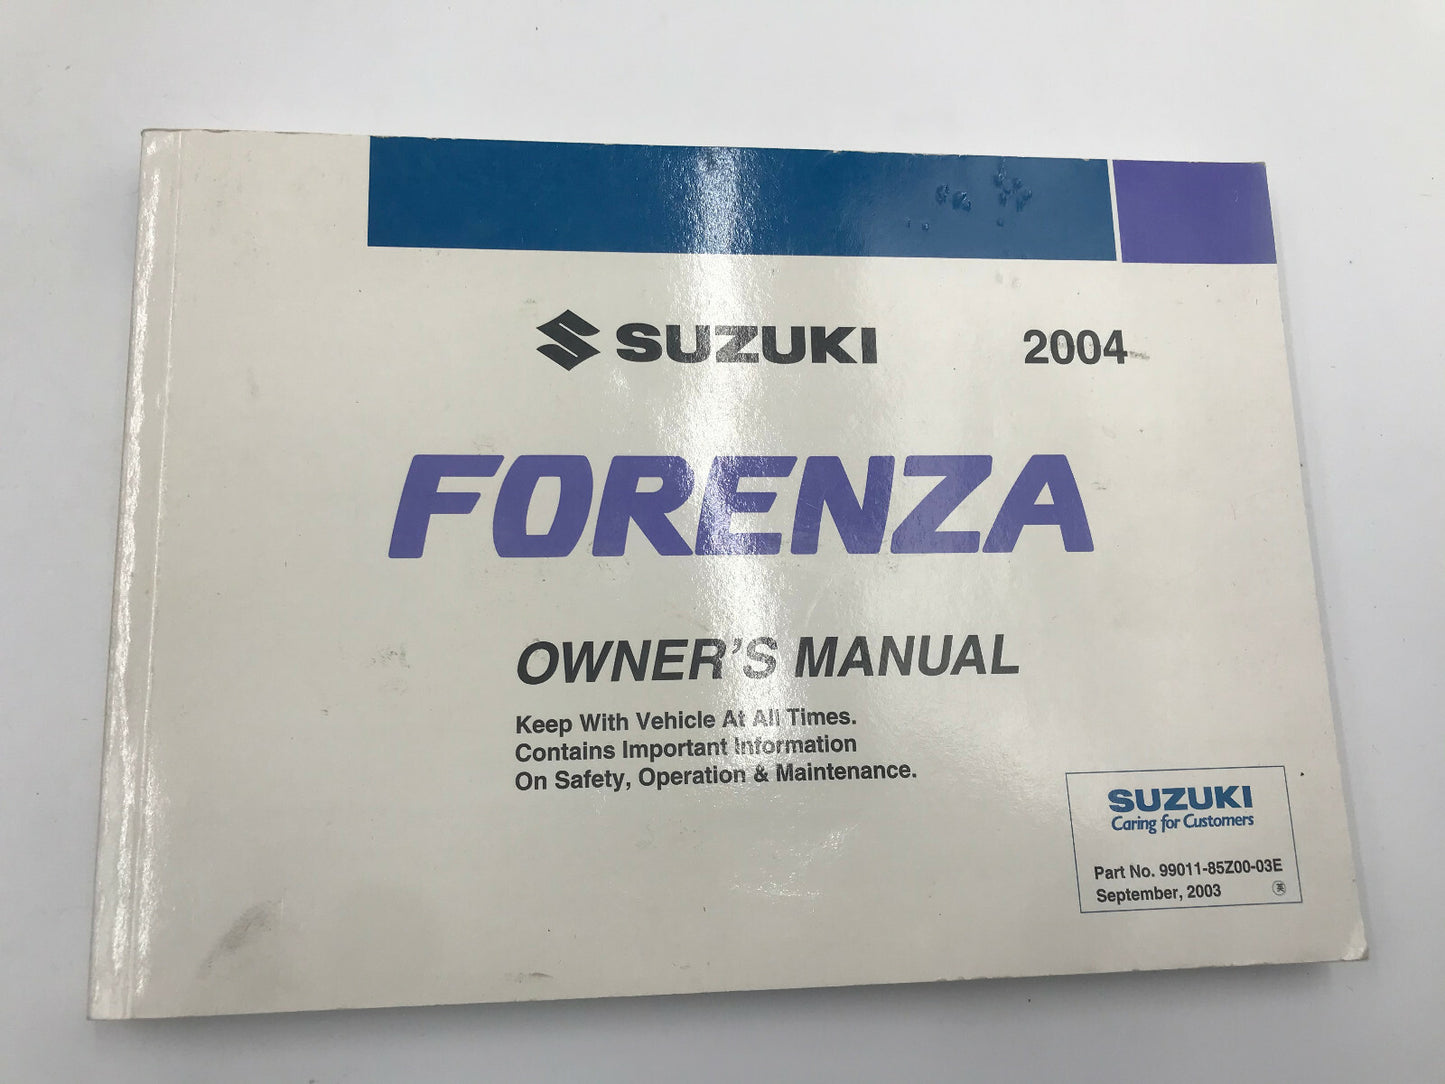 SUZUKI 2004
FORENZA
OWNER'S MANUAL
Keep With Vehicle At All Times.
Contains Important Information
On Safety, Operation & Maintenance.
SUZUKI
Caring for Customers
Part No. 99011-85Z00-03E
September, 2003 英